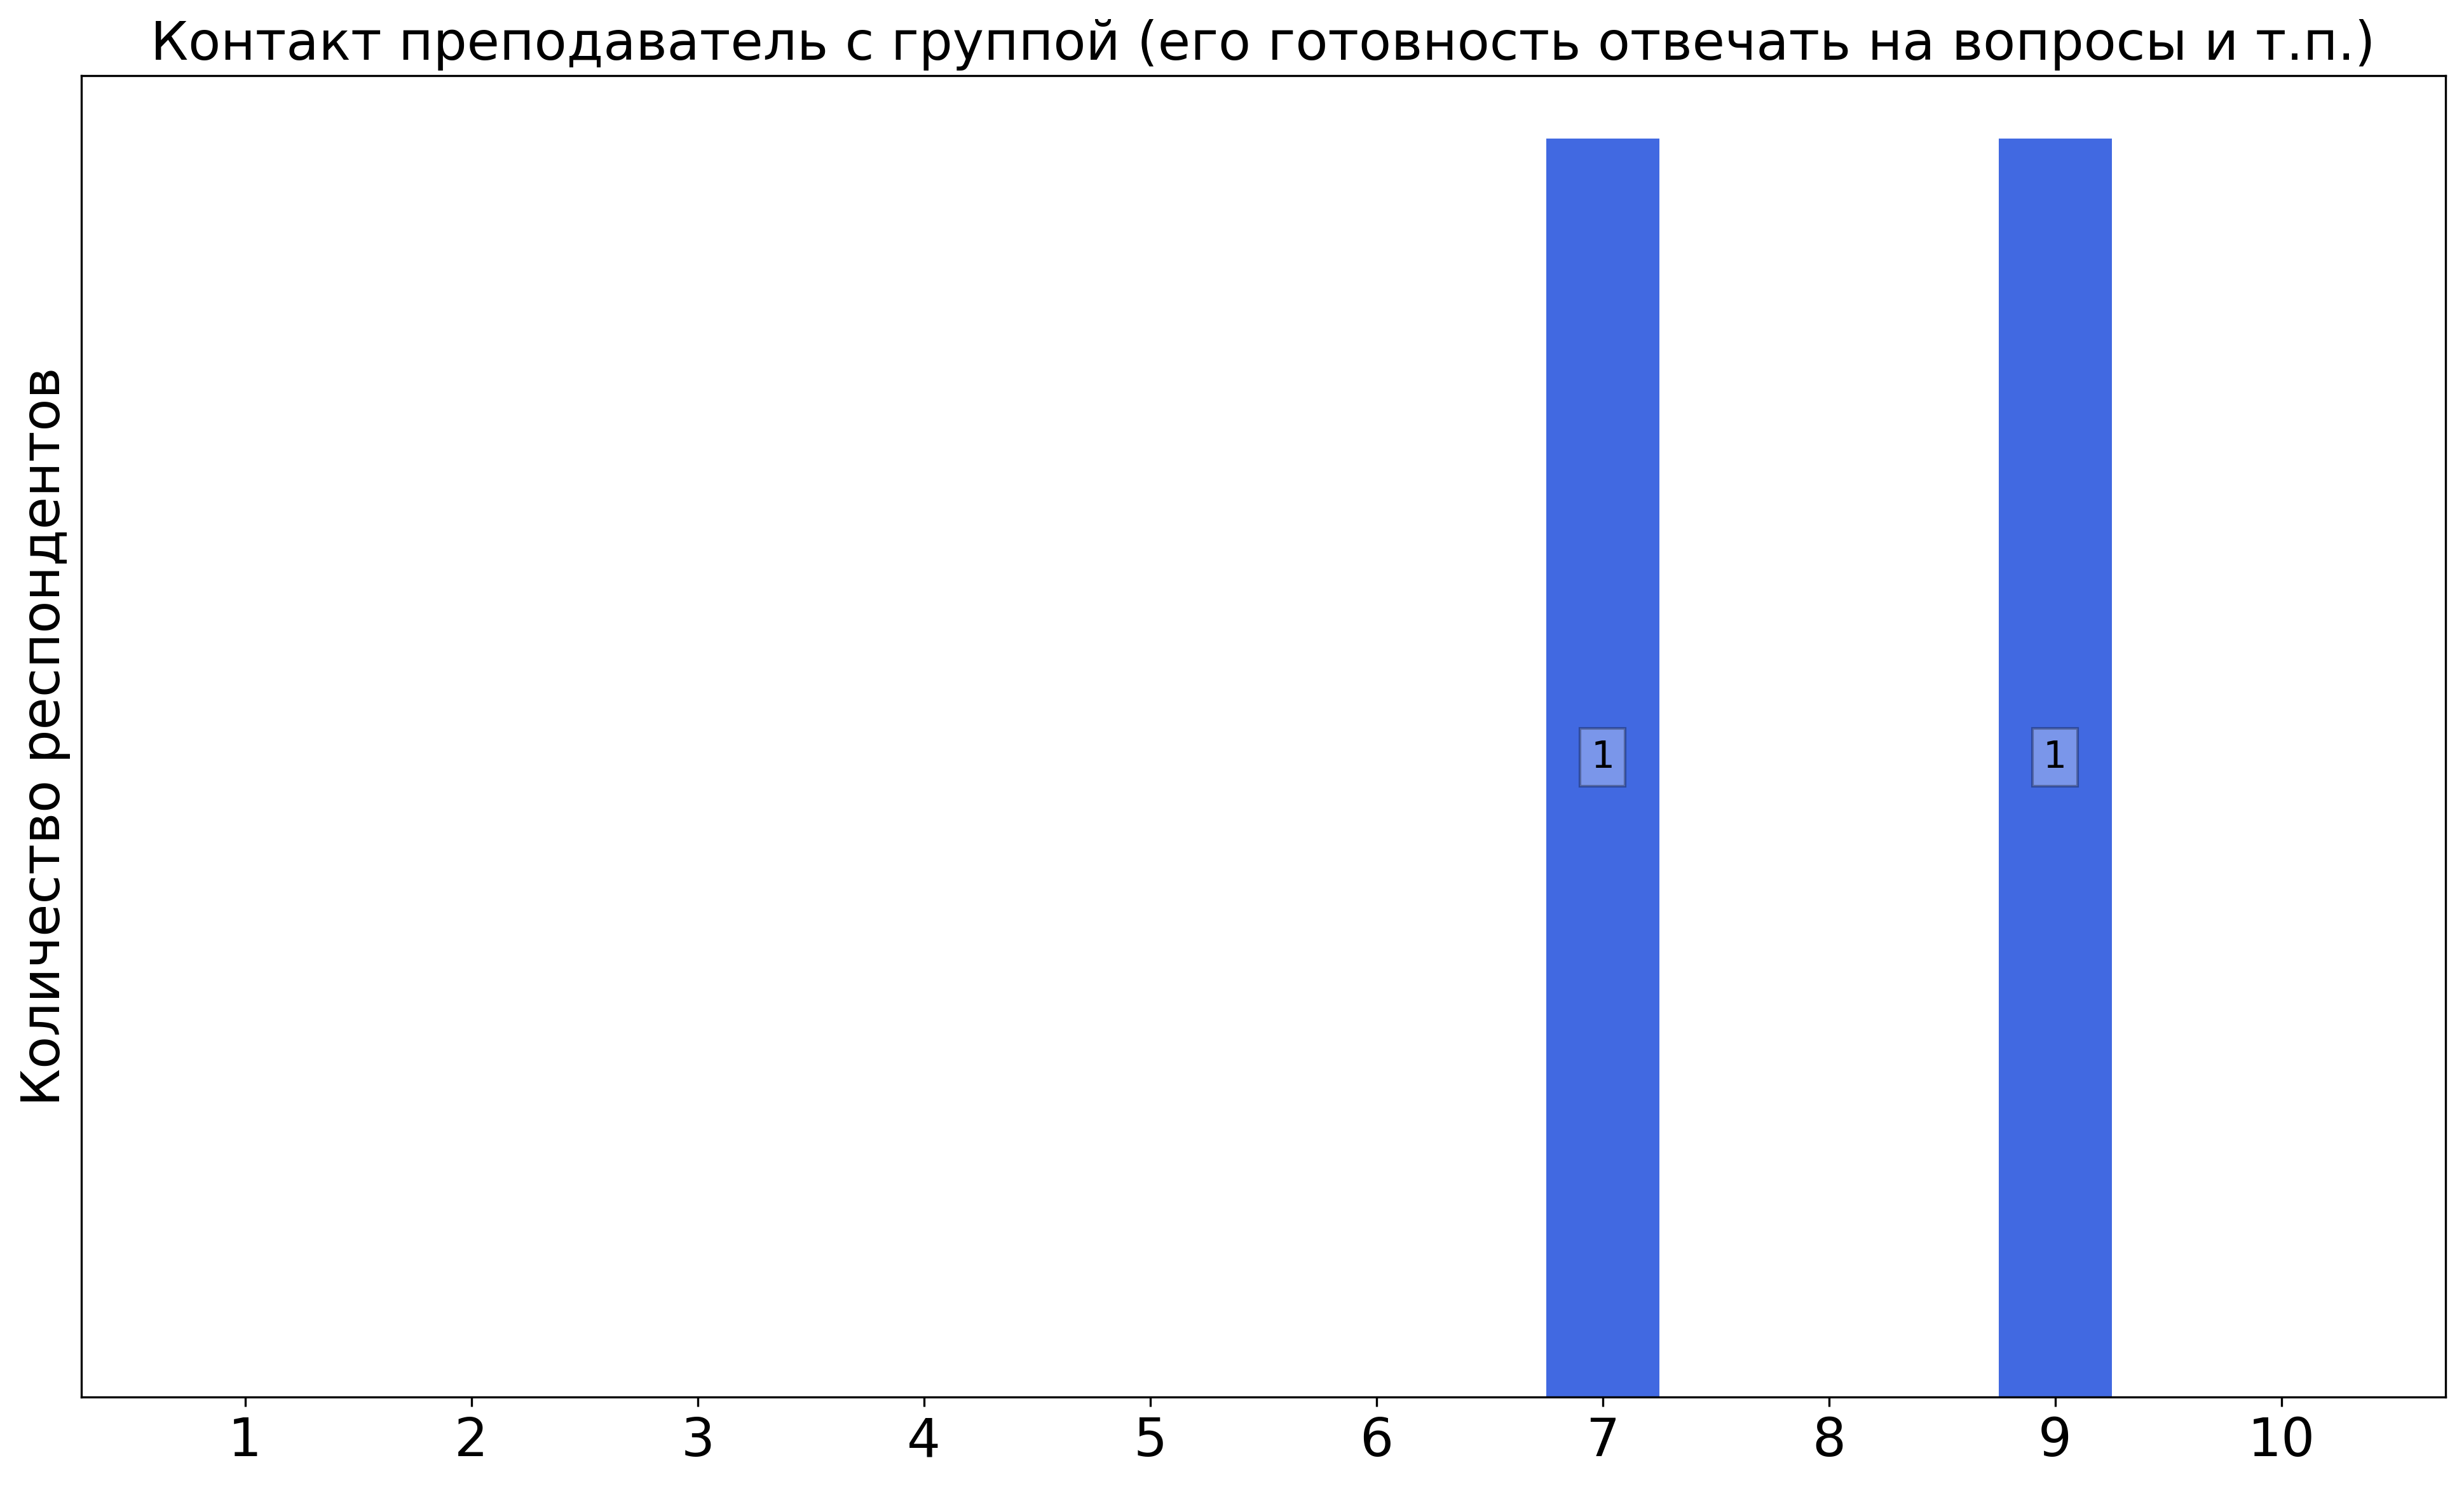 Контакт преподаватель с группой (его готовность отвечать на вопросы и т.п.)
Количество респондентов
1
1
1 2 3 4 5 6 7 8 9 10